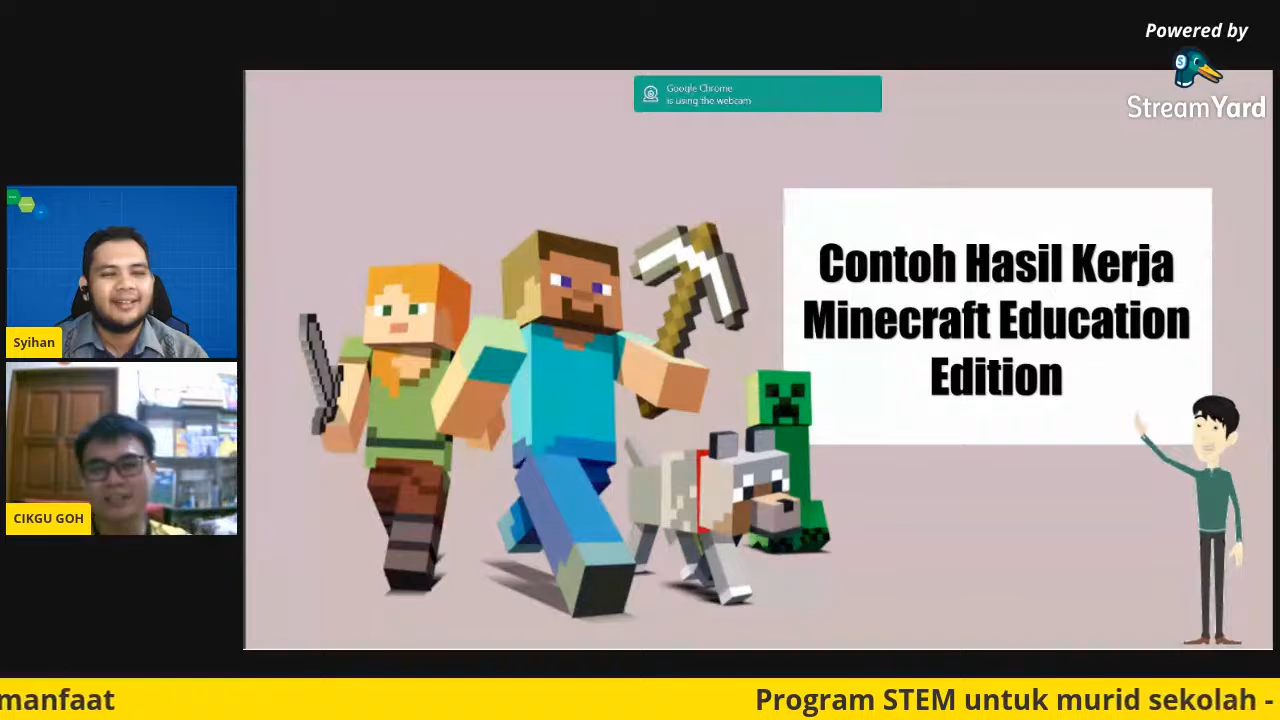 Powered by
StreamYard
Google Chrome
is using the webcam
Contoh Hasil Kerja
Minecraft Education
Edition
Syihan
CIKGU GOH
manfaat
Program STEM untuk murid sekolah -